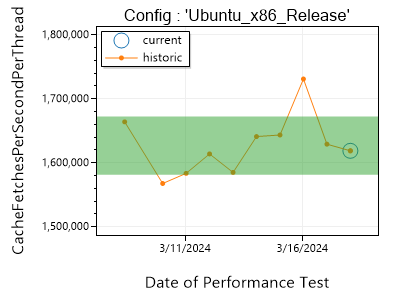 Config : 'Ubuntu_x86_Release'
CacheFetchesPerSecondPerThread
1,800,000
1,700,000
1,600,000
1,500,000
current
historic
3/11/2024
3/16/2024
Date of Performance Test